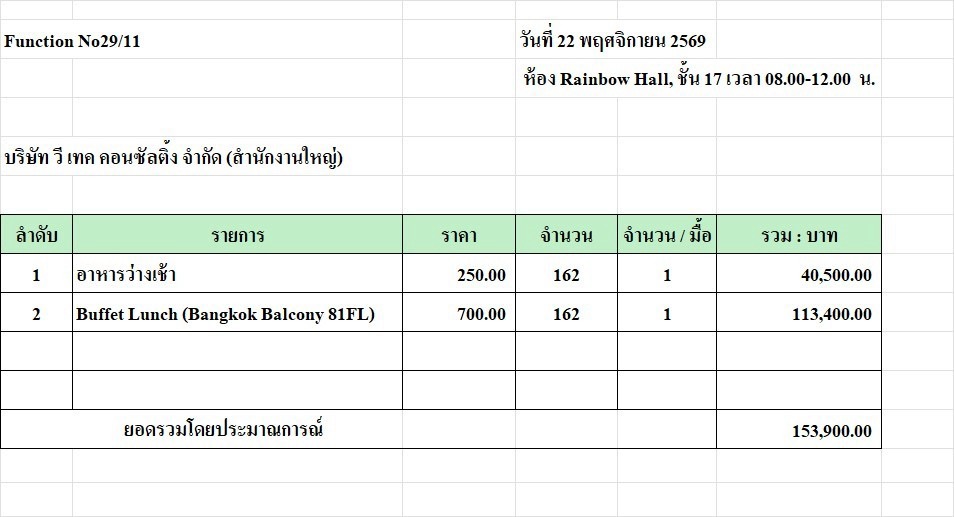 Function No29/11 วันที่ 22 พฤศจิกายน 2569
ห้อง Rainbow Hall, ชั้น 17 เวลา 08.00-12.00 น.
บริษัท วี เทค คอนซัลติ้ง จำกัด (สำนักงานใหญ่)
ลำดับ รายการ ราคา จำนวน จำนวน / มื้อ รวม : บาท
1 อาหารว่างเช้า 250.00 162 1 40,500.00
2 Buffet Lunch (Bangkok Balcony 81FL) 700.00 162 1 113,400.00
ยอดรวมโดยประมาณการณ์ 153,900.00